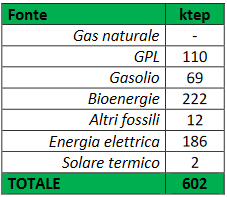 Fonte ktep
Gas naturale -
GPL 110
Gasolio 69
Bioenergie 222
Altri fossili 12
Energia elettrica 186
Solare termico 2
TOTALE 602